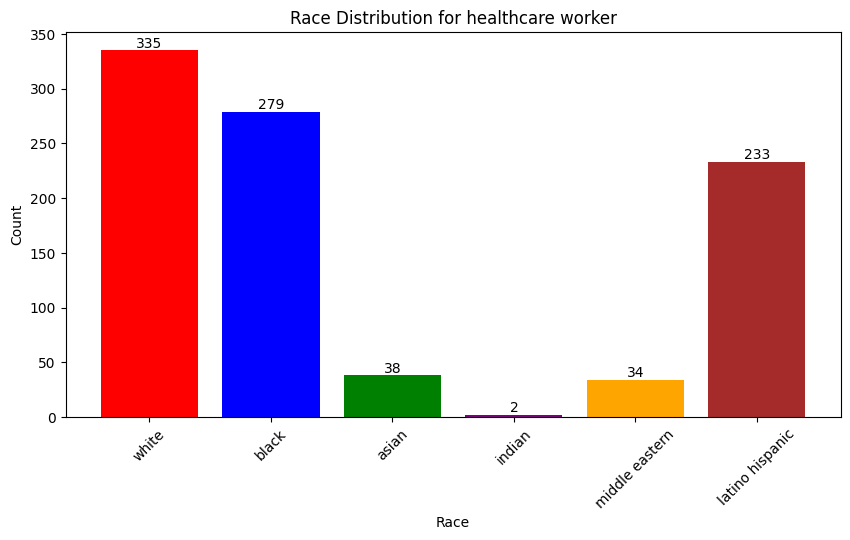 Race Distribution for healthcare worker
Count
350
300
250
200
150
100
50
0
335
279
38
2
34
233
white
black
asian
indian
middle eastern
latino hispanic
Race